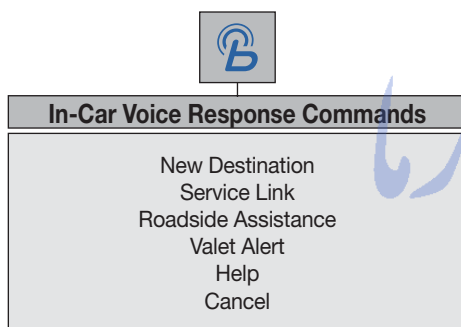 In-Car Voice Response Commands
New Destination
Service Link
Roadside Assistance
Valet Alert
Help
Cancel